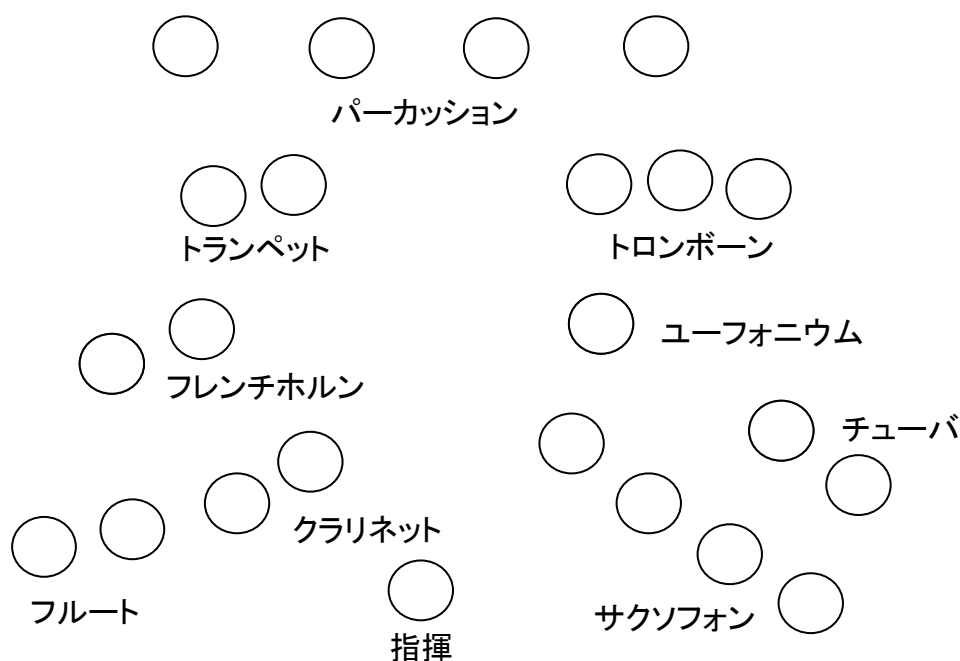 パーカッション
トランペット
トロンボーン
ユーフォニウム
フレンチホルン
チューバ
クラリネット
フルート
サクソフォン
指揮